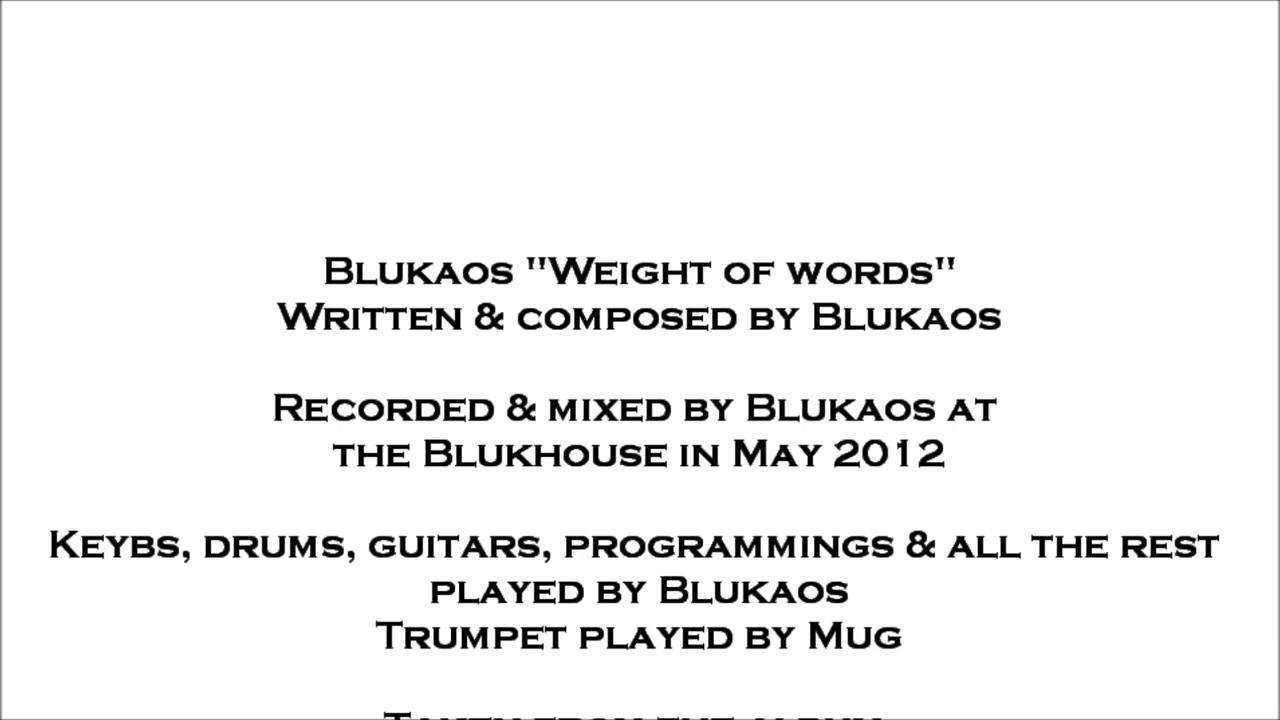 Blukaos "Weight of words"
Written & composed by Blukaos
Recorded & mixed by Blukaos at
the Blukhouse in May 2012
Keybs, drums, guitars, programmings & all the rest
played by Blukaos
Trumpet played by Mug